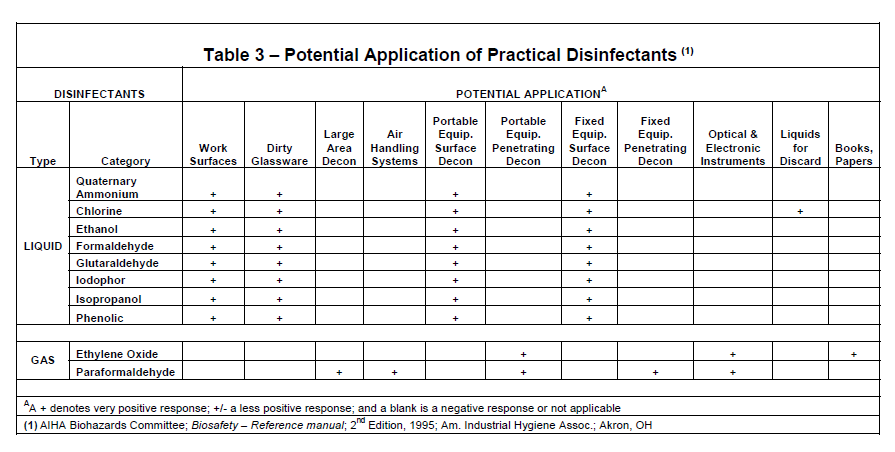 Table 3 – Potential Application of Practical Disinfectants (1)
DISINFECTANTS POTENTIAL APPLICATION^A
Type Category Work Surfaces Dirty Glassware Large Area Decon Air Handling Systems Portable Equip. Surface Decon Portable Equip. Penetrating Decon Fixed Equip. Surface Decon Fixed Equip. Penetrating Decon Optical & Electronic Instruments Liquids for Discard Books, Papers
LIQUID
Quaternary Ammonium + + + +
Chlorine + + + + +
Ethanol + + + +
Formaldehyde + + + +
Glutaraldehyde + + + +
Iodophor + + + +
Isopropanol + + + +
Phenolic + + + +
GAS
Ethylene Oxide + + +
Paraformaldehyde + + + + +
^A A + denotes very positive response; +/- a less positive response; and a blank is a negative response or not applicable
(1) AIHA Biohazards Committee; Biosafety – Reference manual; 2nd Edition, 1995; Am. Industrial Hygiene Assoc.; Akron, OH